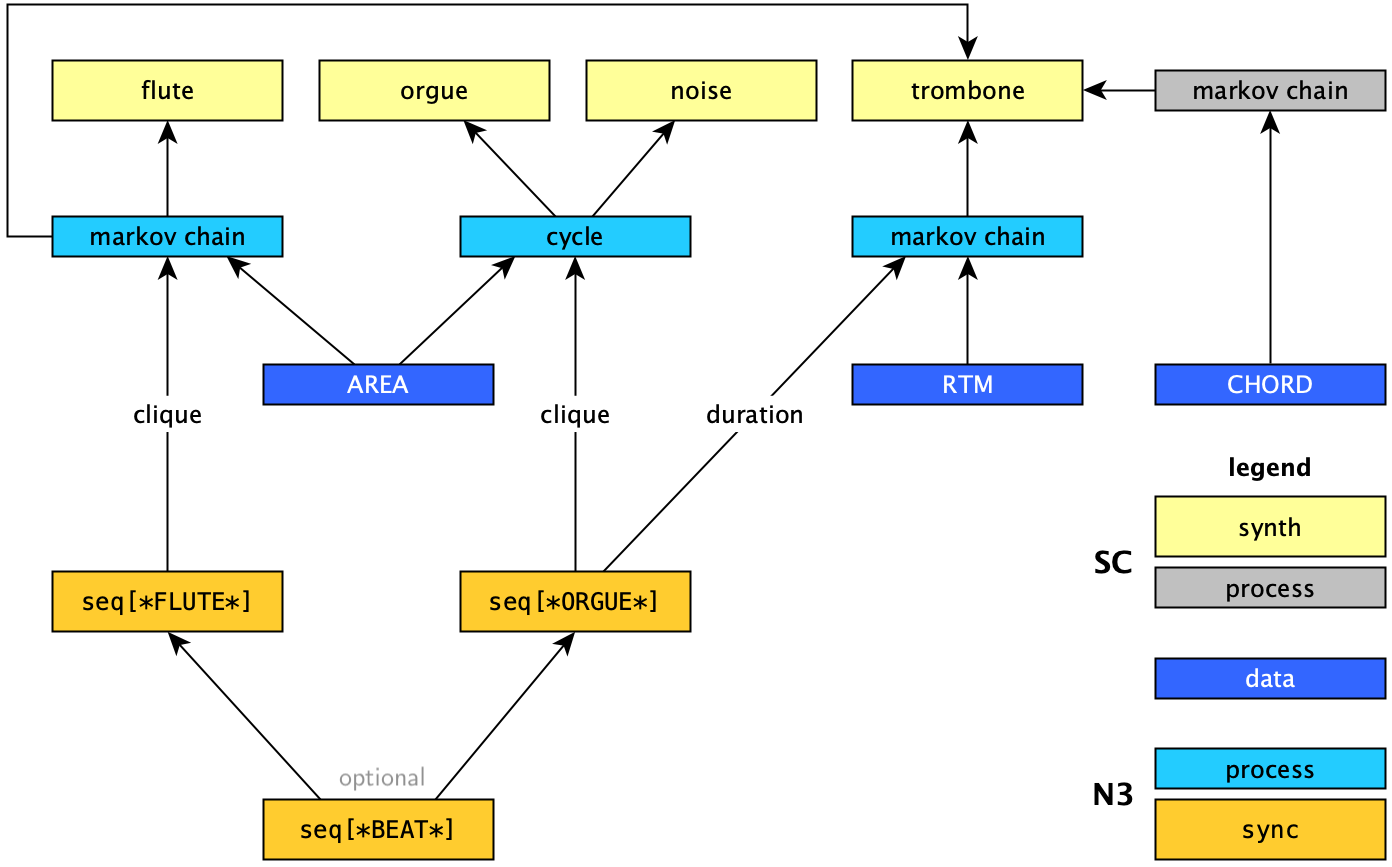 flute
orgue
noise
trombone
markov chain
markov chain
cycle
markov chain
AREA
RTM
CHORD
clique
clique
duration
legend
SC
synth
process
seq[*FLUTE*]
seq[*ORGUE*]
data
optional
N3
process
seq[*BEAT*]
sync